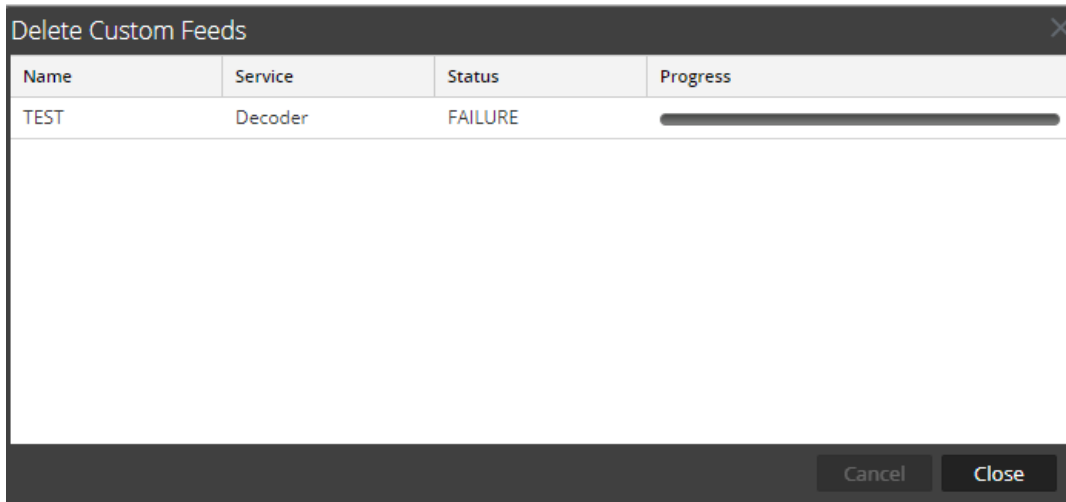 Delete Custom Feeds
Name Service Status Progress
TEST Decoder FAILURE
Cancel Close